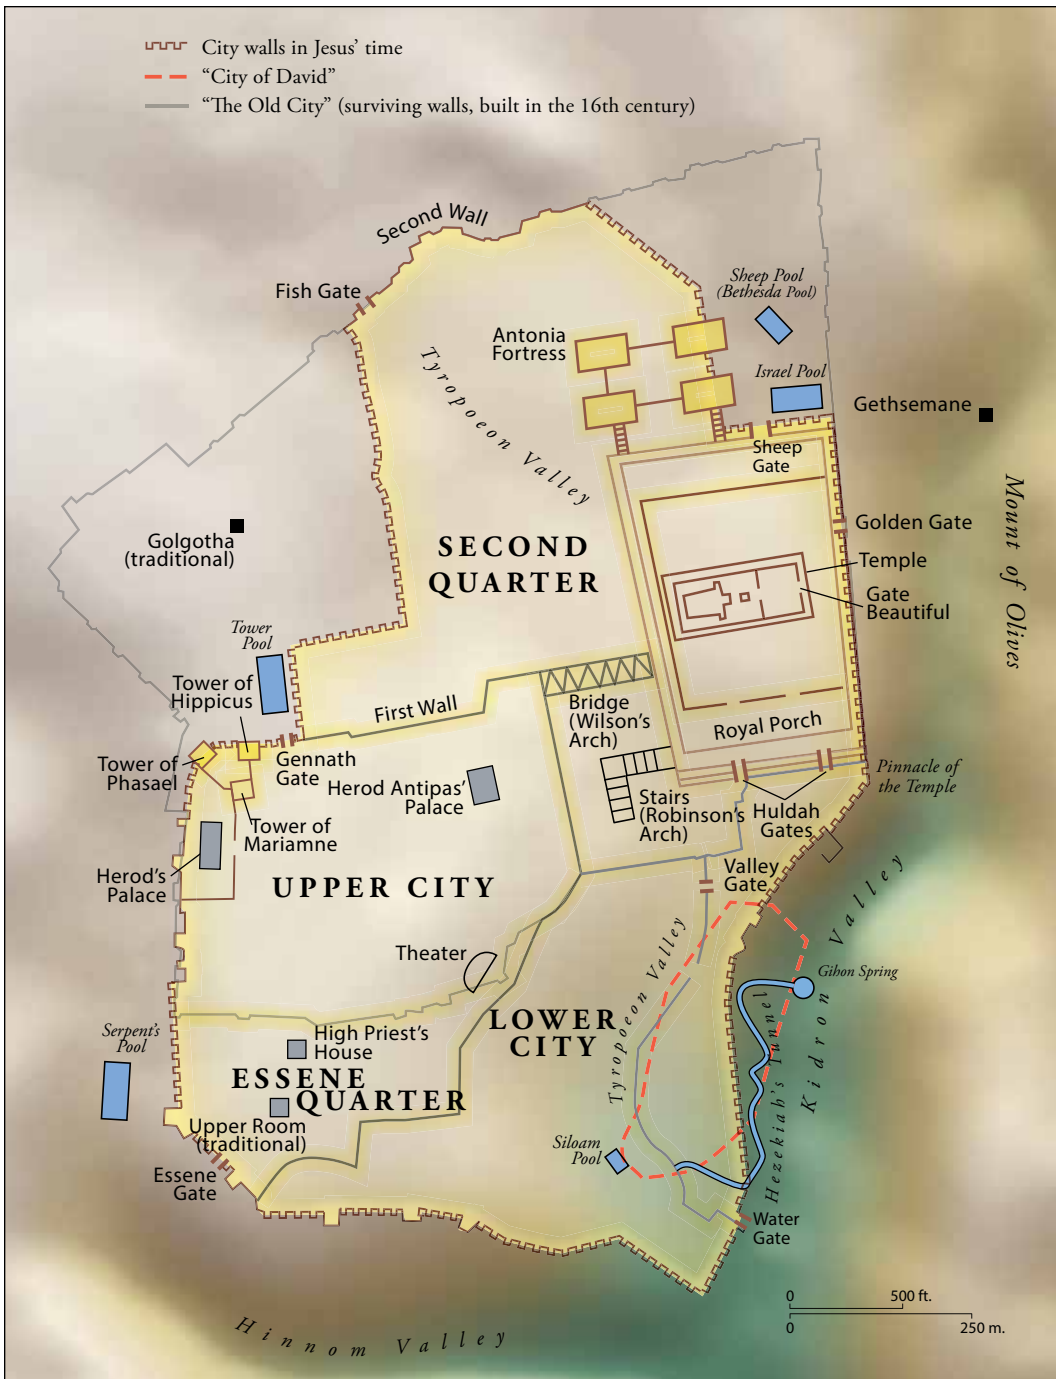 City walls in Jesus’ time
“City of David”
“The Old City” (surviving walls, built in the 16th century)
Second Wall
Fish Gate
Sheep Pool
(Bethesda Pool)
Antonia
Fortress
Tyropoeon Valley
Israel Pool
Gethsemane
Sheep
Gate
Mount of Olives
Golden Gate
Golgotha
(traditional)
SECOND
QUARTER
Temple
Gate
Beautiful
Tower
Pool
Tower of
Hippicus
First Wall
Bridge
(Wilson’s
Arch)
Royal Porch
Tower of
Phasael
Gennath
Gate
Herod Antipas’
Palace
Pinnacle of
the Temple
Stairs
(Robinson’s
Arch)
Huldah
Gates
Tower of
Mariamne
Herod’s
Palace
UPPER CITY
Valley
Gate
Theater
Tyropoeon Valley
Kidron Valley
Gihon Spring
Hezekiah’s Tunnel
LOWER
CITY
Serpent’s
Pool
High Priest’s
House
ESSENE
QUARTER
Upper Room
(traditional)
Siloam
Pool
Essene
Gate
Water
Gate
Hinnom Valley
0 500 ft.
0 250 m.